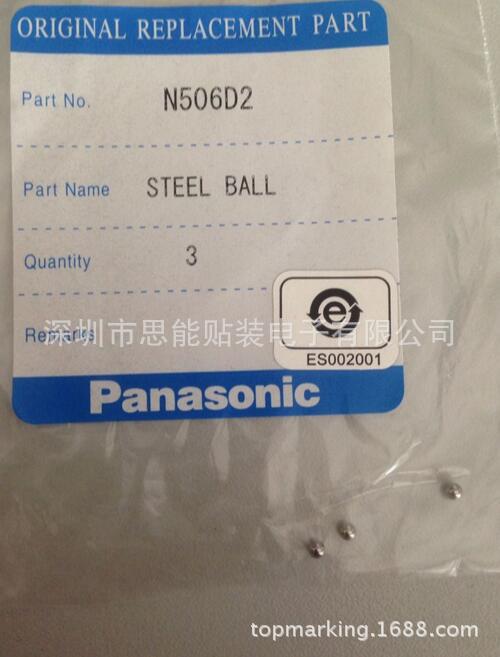 ORIGINAL REPLACEMENT PART
Part No. N506D2
Part Name STEEL BALL
Quantity 3
Remarks
深圳市思能贴装电子有限公司
e
ES002001
Panasonic
topmarking.1688.com